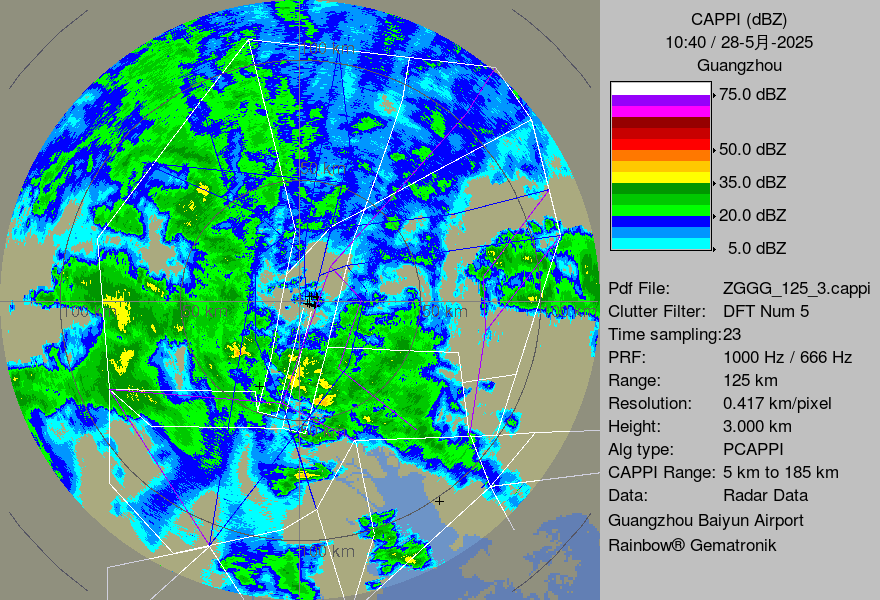 CAPPI (dBZ)
10:40 / 28-5月-2025
Guangzhou
75.0 dBZ
50.0 dBZ
35.0 dBZ
20.0 dBZ
5.0 dBZ
Pdf File: ZGGG_125_3.cappi
Clutter Filter: DFT Num 5
Time sampling:23
PRF: 1000 Hz / 666 Hz
Range: 125 km
Resolution: 0.417 km/pixel
Height: 3.000 km
Alg type: PCAPPI
CAPPI Range: 5 km to 185 km
Data: Radar Data
Guangzhou Baiyun Airport
Rainbow® Gematronik
100
50 km
50 km
100 km